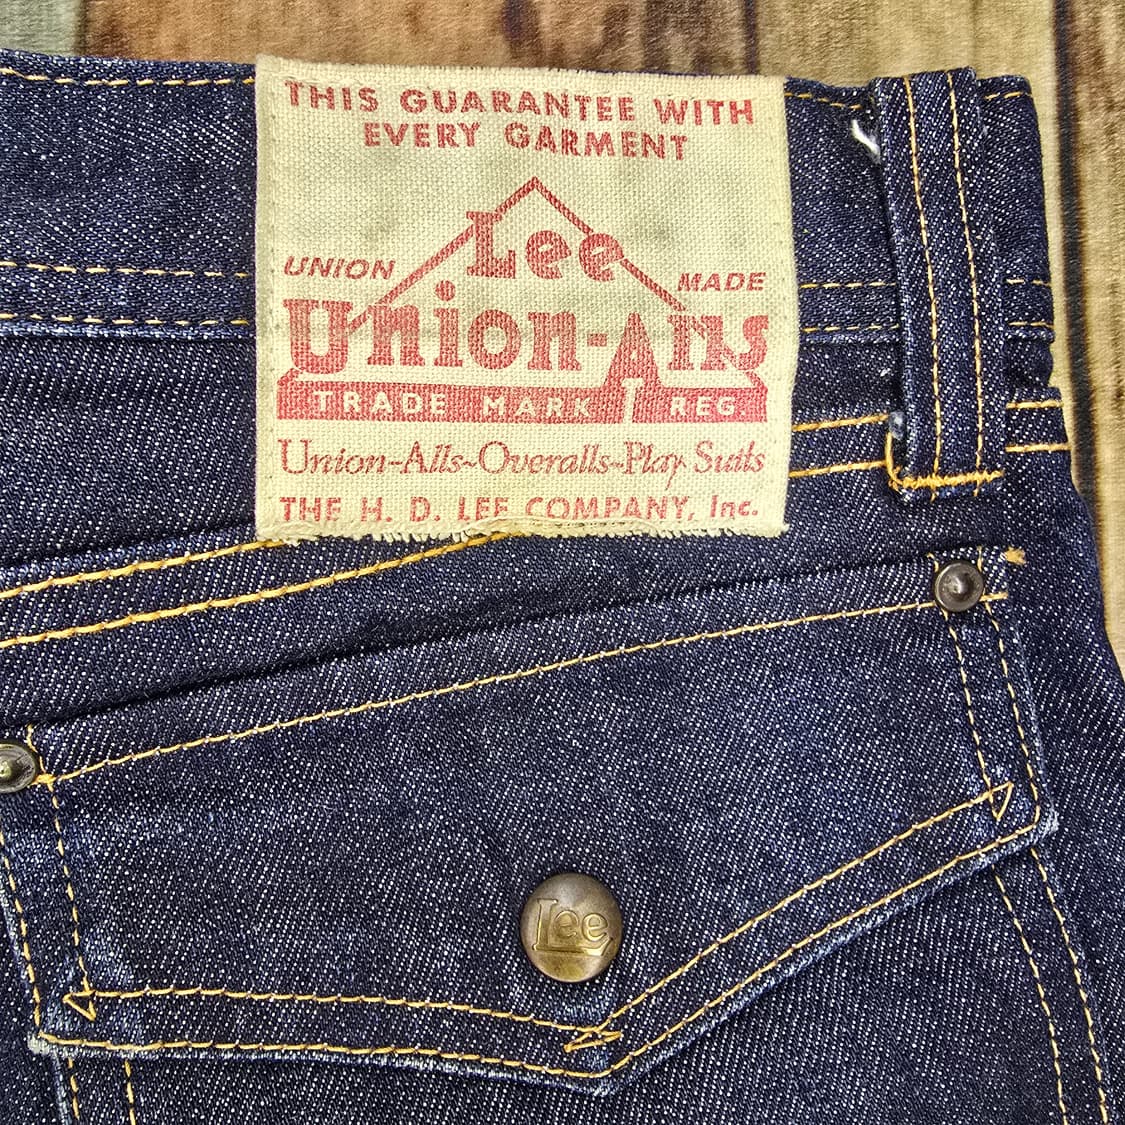 THIS GUARANTEE WITH
EVERY GARMENT
Lee
UNION MADE
Union-Alls
TRADE MARK REG.
Union-Alls~Overalls~Play Suits
THE H. D. LEE COMPANY, Inc.
Lee